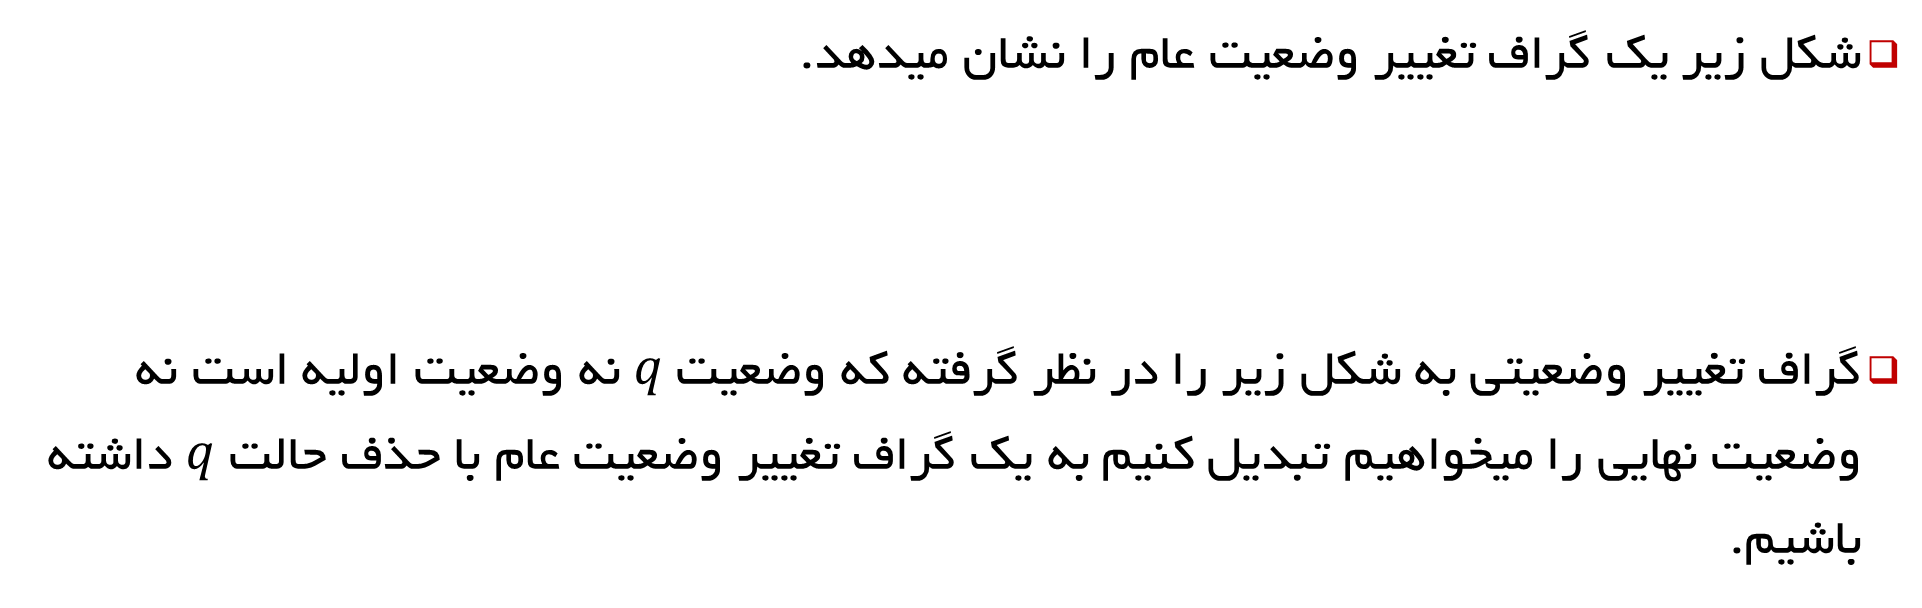 ❑شکل زیر یک گراف تغییر وضعیت عام را نشان میدهد.
❑گراف تغییر وضعیتی به شکل زیر را در نظر گرفته که وضعیت q نه وضعیت اولیه است نه
وضعیت نهایی را میخواهیم تبدیل کنیم به یک گراف تغییر وضعیت عام با حذف حالت q داشته
باشیم.